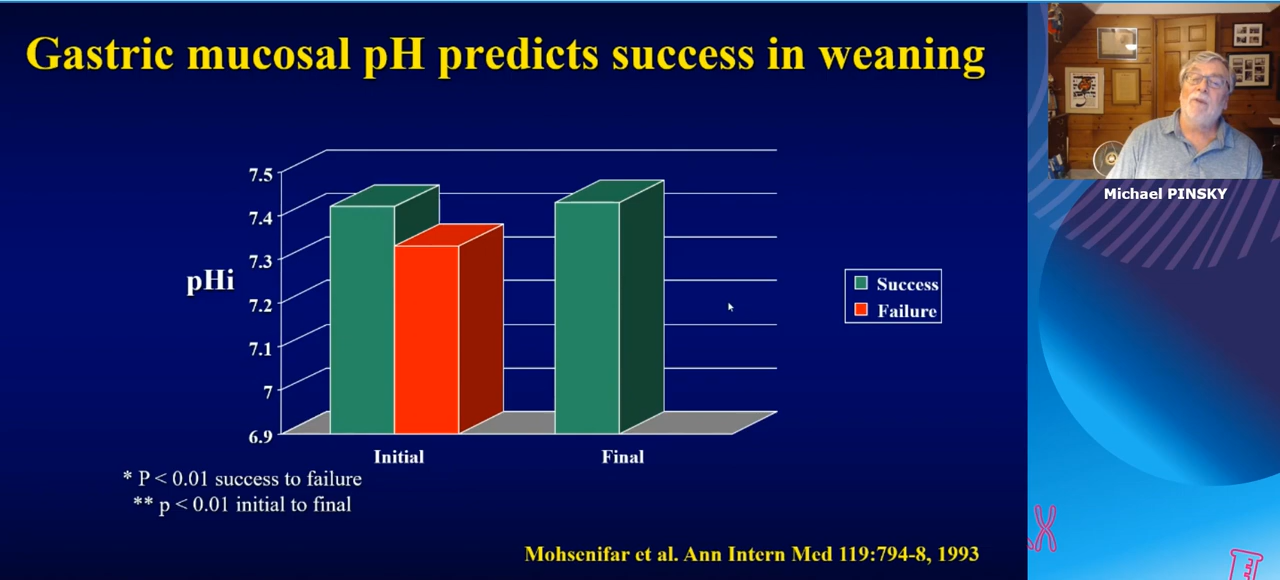 Gastric mucosal pH predicts success in weaning
7.5
7.4
7.3
7.2
7.1
7
6.9
pHi
Initial
Final
Success
Failure
* P < 0.01 success to failure
** p < 0.01 initial to final
Mohsenifar et al. Ann Intern Med 119:794-8, 1993
Michael PINSKY